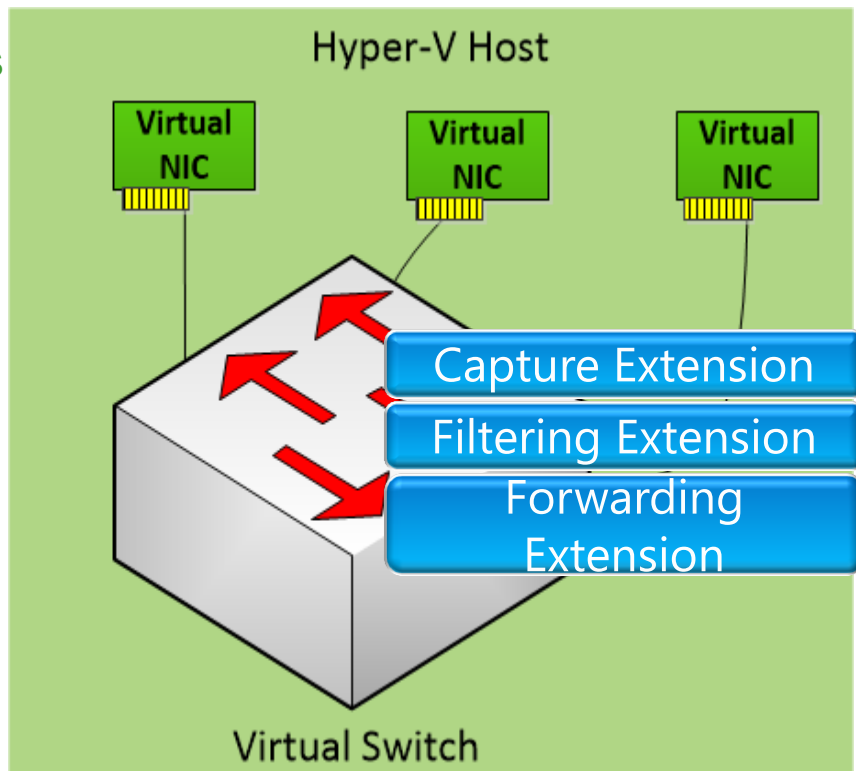 Hyper-V Host
Virtual
NIC
Virtual
NIC
Virtual
NIC
Capture Extension
Filtering Extension
Forwarding
Extension
Virtual Switch